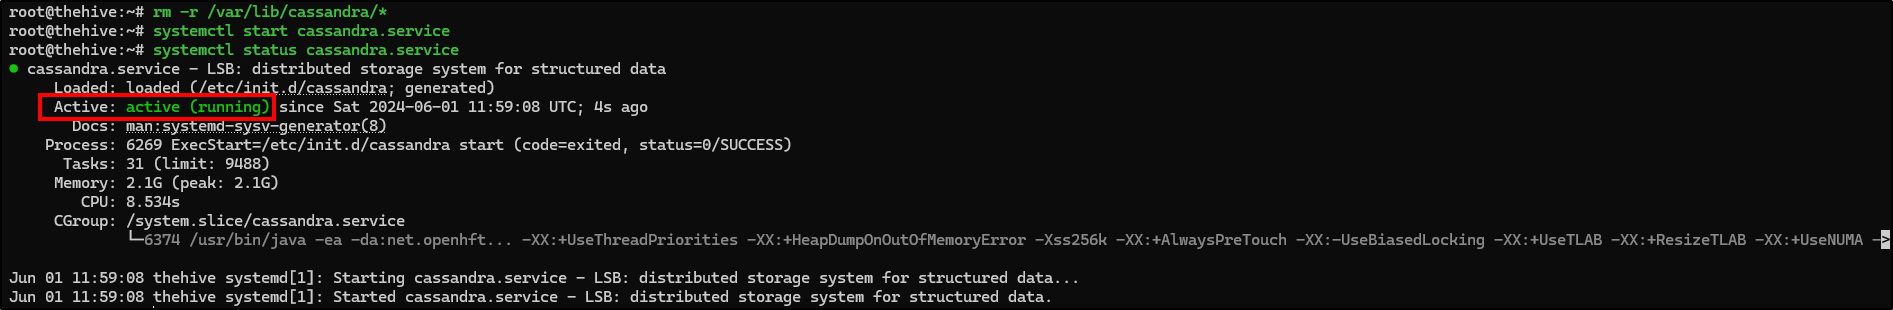 root@thehive:~# rm -r /var/lib/cassandra/*
root@thehive:~# systemctl start cassandra.service
root@thehive:~# systemctl status cassandra.service
● cassandra.service - LSB: distributed storage system for structured data
     Loaded: loaded (/etc/init.d/cassandra; generated)
     Active: active (running) since Sat 2024-06-01 11:59:08 UTC; 4s ago
       Docs: man:systemd-sysv-generator(8)
    Process: 6269 ExecStart=/etc/init.d/cassandra start (code=exited, status=0/SUCCESS)
      Tasks: 31 (limit: 9488)
     Memory: 2.1G (peak: 2.1G)
        CPU: 8.534s
     CGroup: /system.slice/cassandra.service
             └─6374 /usr/bin/java -ea -da:net.openhft... -XX:+UseThreadPriorities -XX:+HeapDumpOnOutOfMemoryError -Xss256k -XX:+AlwaysPreTouch -XX:-UseBiasedLocking -XX:+UseTLAB -XX:+ResizeTLAB -XX:+UseNUMA ->
Jun 01 11:59:08 thehive systemd[1]: Starting cassandra.service - LSB: distributed storage system for structured data...
Jun 01 11:59:08 thehive systemd[1]: Started cassandra.service - LSB: distributed storage system for structured data.